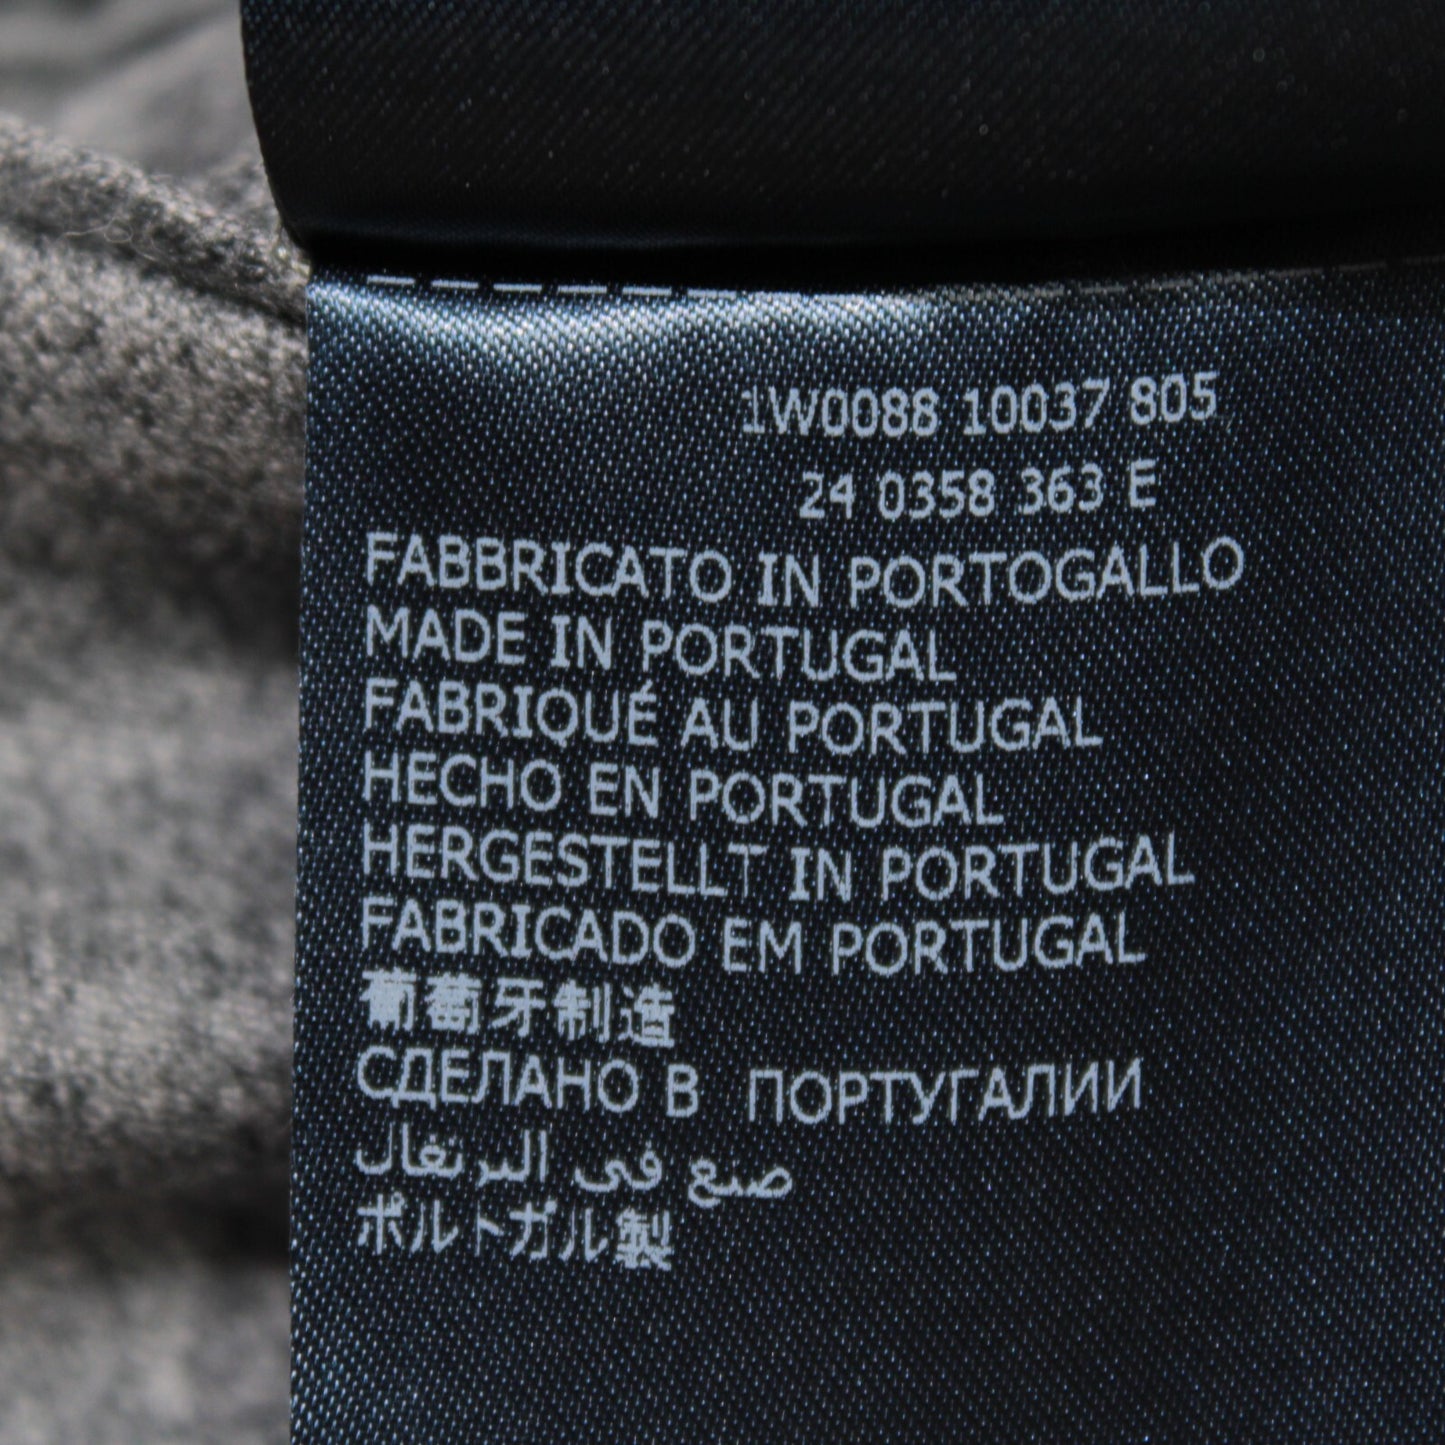 1W0088 10037 805
24 0358 363 E
FABBRICATO IN PORTOGALLO
MADE IN PORTUGAL
FABRIQUÉ AU PORTUGAL
HECHO EN PORTUGAL
HERGESTELLT IN PORTUGAL
FABRICADO EM PORTUGAL
葡萄牙制造
СДЕЛАНО В ПОРТУГАЛИИ
صنع فى البرتغال
ポルトガル製